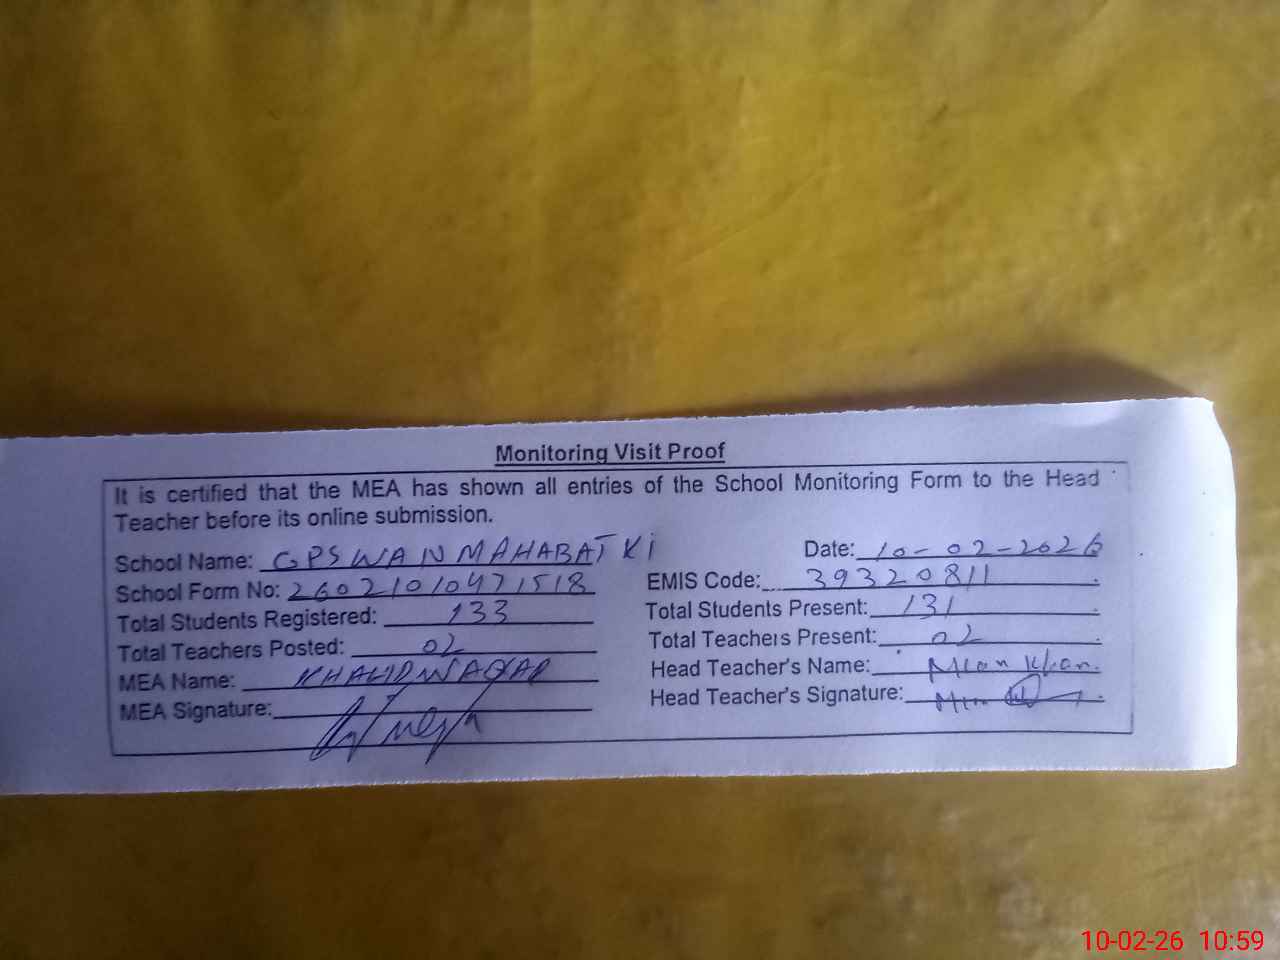 Monitoring Visit Proof
It is certified that the MEA has shown all entries of the School Monitoring Form to the Head
Teacher before its online submission.
School Name: GPS WAN MAHABAT Ki Date: 10-02-2026
School Form No: 26021010471518 EMIS Code: 39320811
Total Students Registered: 133 Total Students Present: 131
Total Teachers Posted: 02 Total Teachers Present: 02
MEA Name: KHALID WAQAR Head Teacher's Name: Mian Khan
MEA Signature: Head Teacher's Signature:
10-02-26 10:59